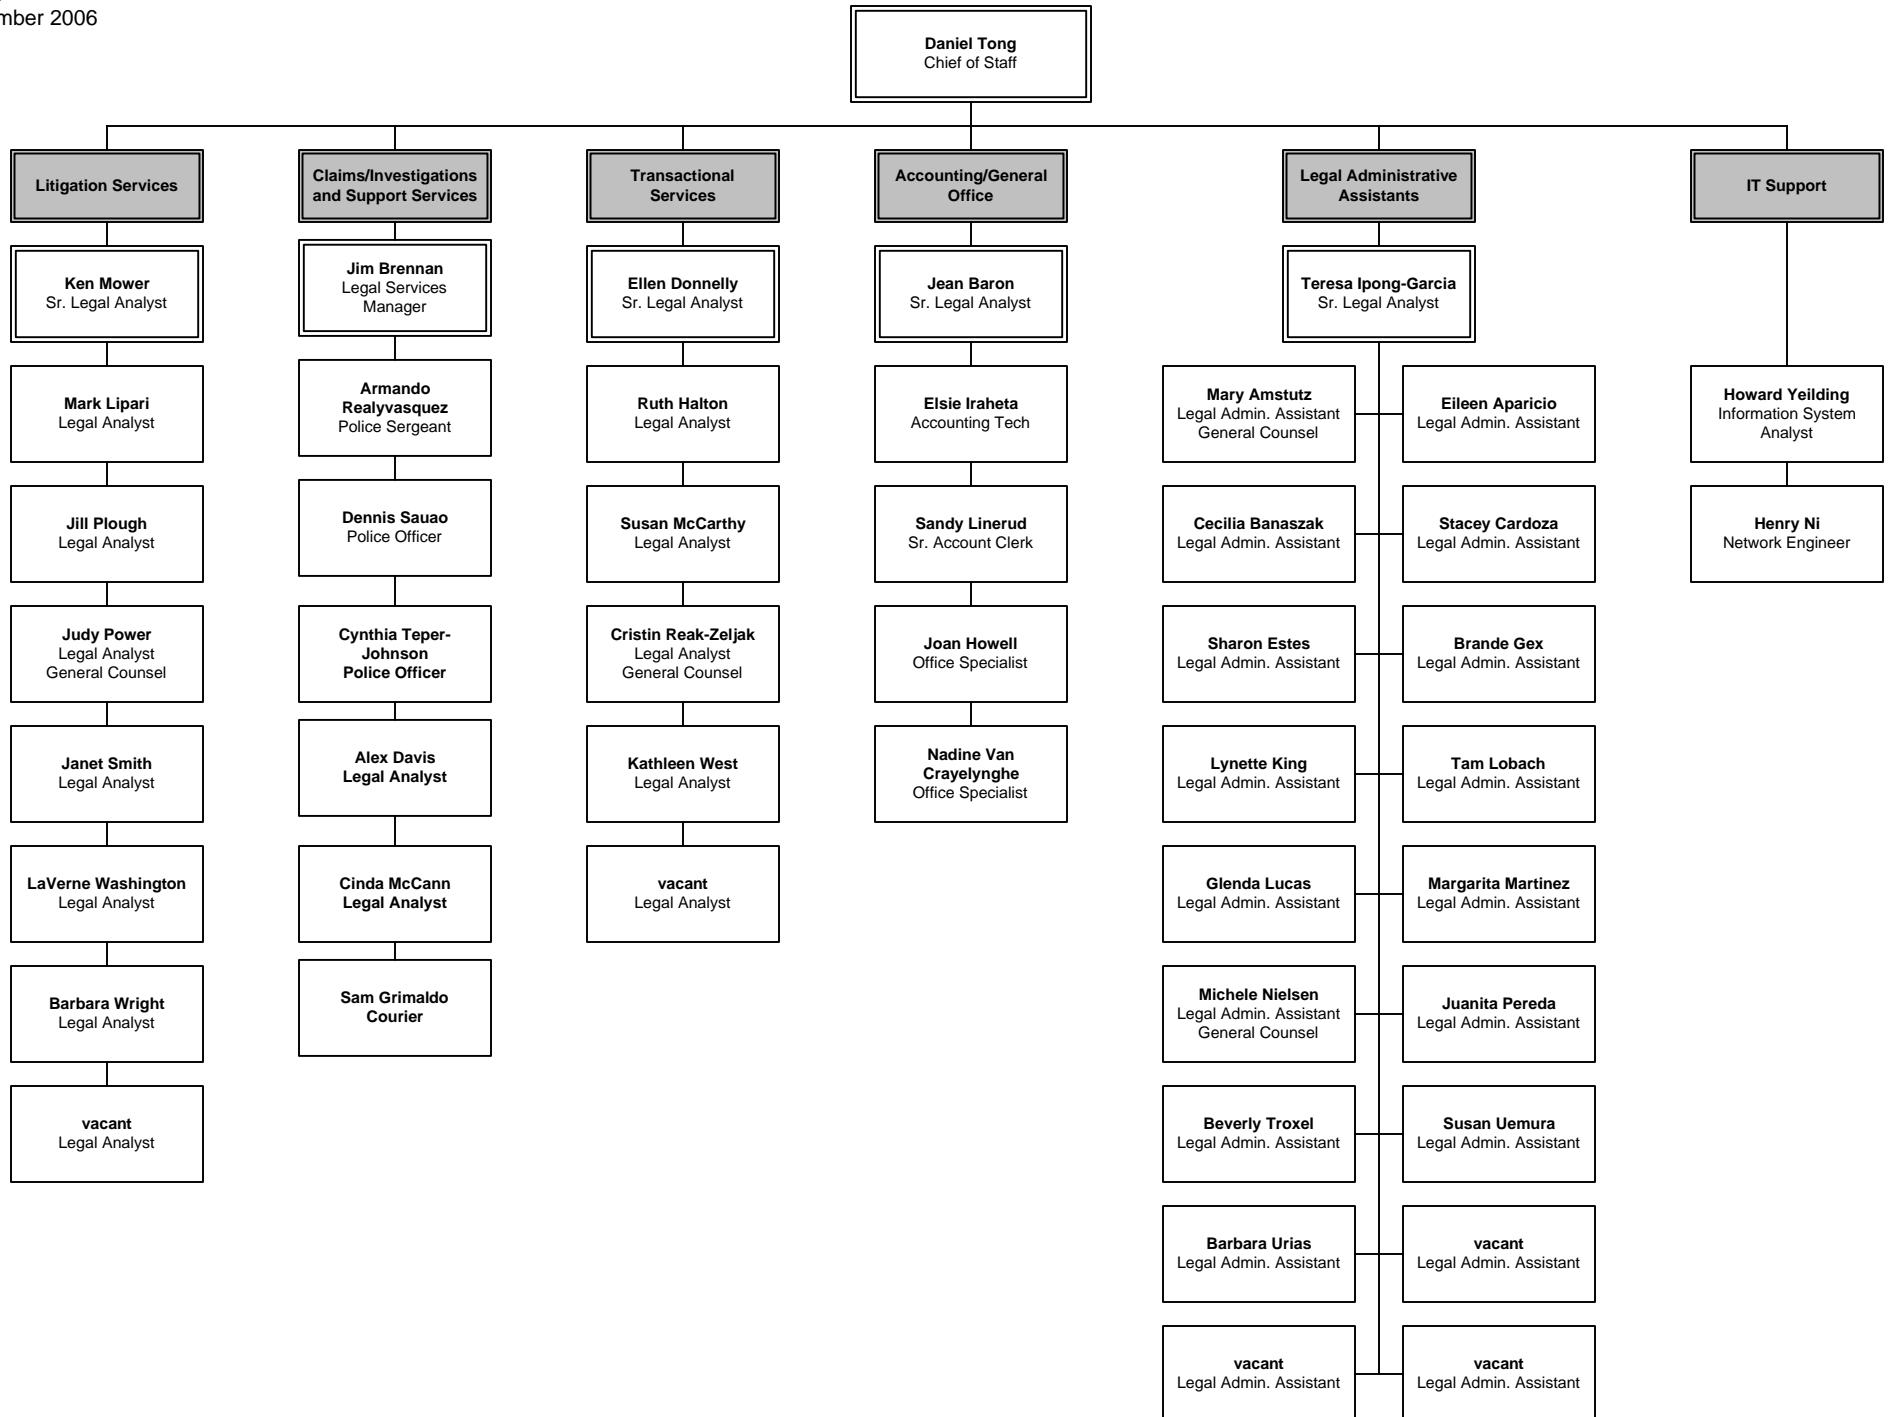 2006
Daniel Tong
Chief of Staff
Litigation Services
Ken Mower
Sr. Legal Analyst
Mark Lipari
Legal Analyst
Jill Plough
Legal Analyst
Judy Power
Legal Analyst
General Counsel
Janet Smith
Legal Analyst
LaVerne Washington
Legal Analyst
Barbara Wright
Legal Analyst
vacant
Legal Analyst
Claims/Investigations
and Support Services
Jim Brennan
Legal Services
Manager
Armando
Realyvasquez
Police Sergeant
Dennis Sauao
Police Officer
Cynthia Teper-
Johnson
Police Officer
Alex Davis
Legal Analyst
Cinda McCann
Legal Analyst
Sam Grimaldo
Courier
Transactional
Services
Ellen Donnelly
Sr. Legal Analyst
Ruth Halton
Legal Analyst
Susan McCarthy
Legal Analyst
Cristin Reak-Zeljak
Legal Analyst
General Counsel
Kathleen West
Legal Analyst
vacant
Legal Analyst
Accounting/General
Office
Jean Baron
Sr. Legal Analyst
Elsie Iraheta
Accounting Tech
Sandy Linerud
Sr. Account Clerk
Joan Howell
Office Specialist
Nadine Van
Crayelynghe
Office Specialist
Legal Administrative
Assistants
Teresa Ipong-Garcia
Sr. Legal Analyst
Mary Amstutz
Legal Admin. Assistant
General Counsel
Eileen Aparicio
Legal Admin. Assistant
Cecilia Banaszak
Legal Admin. Assistant
Stacey Cardoza
Legal Admin. Assistant
Sharon Estes
Legal Admin. Assistant
Brande Gex
Legal Admin. Assistant
Lynette King
Legal Admin. Assistant
Tam Lobach
Legal Admin. Assistant
Glenda Lucas
Legal Admin. Assistant
Margarita Martinez
Legal Admin. Assistant
Michele Nielsen
Legal Admin. Assistant
General Counsel
Juanita Pereda
Legal Admin. Assistant
Beverly Troxel
Legal Admin. Assistant
Susan Uemura
Legal Admin. Assistant
Barbara Urias
Legal Admin. Assistant
vacant
Legal Admin. Assistant
vacant
Legal Admin. Assistant
vacant
Legal Admin. Assistant
IT Support
Howard Yeilding
Information System
Analyst
Henry Ni
Network Engineer